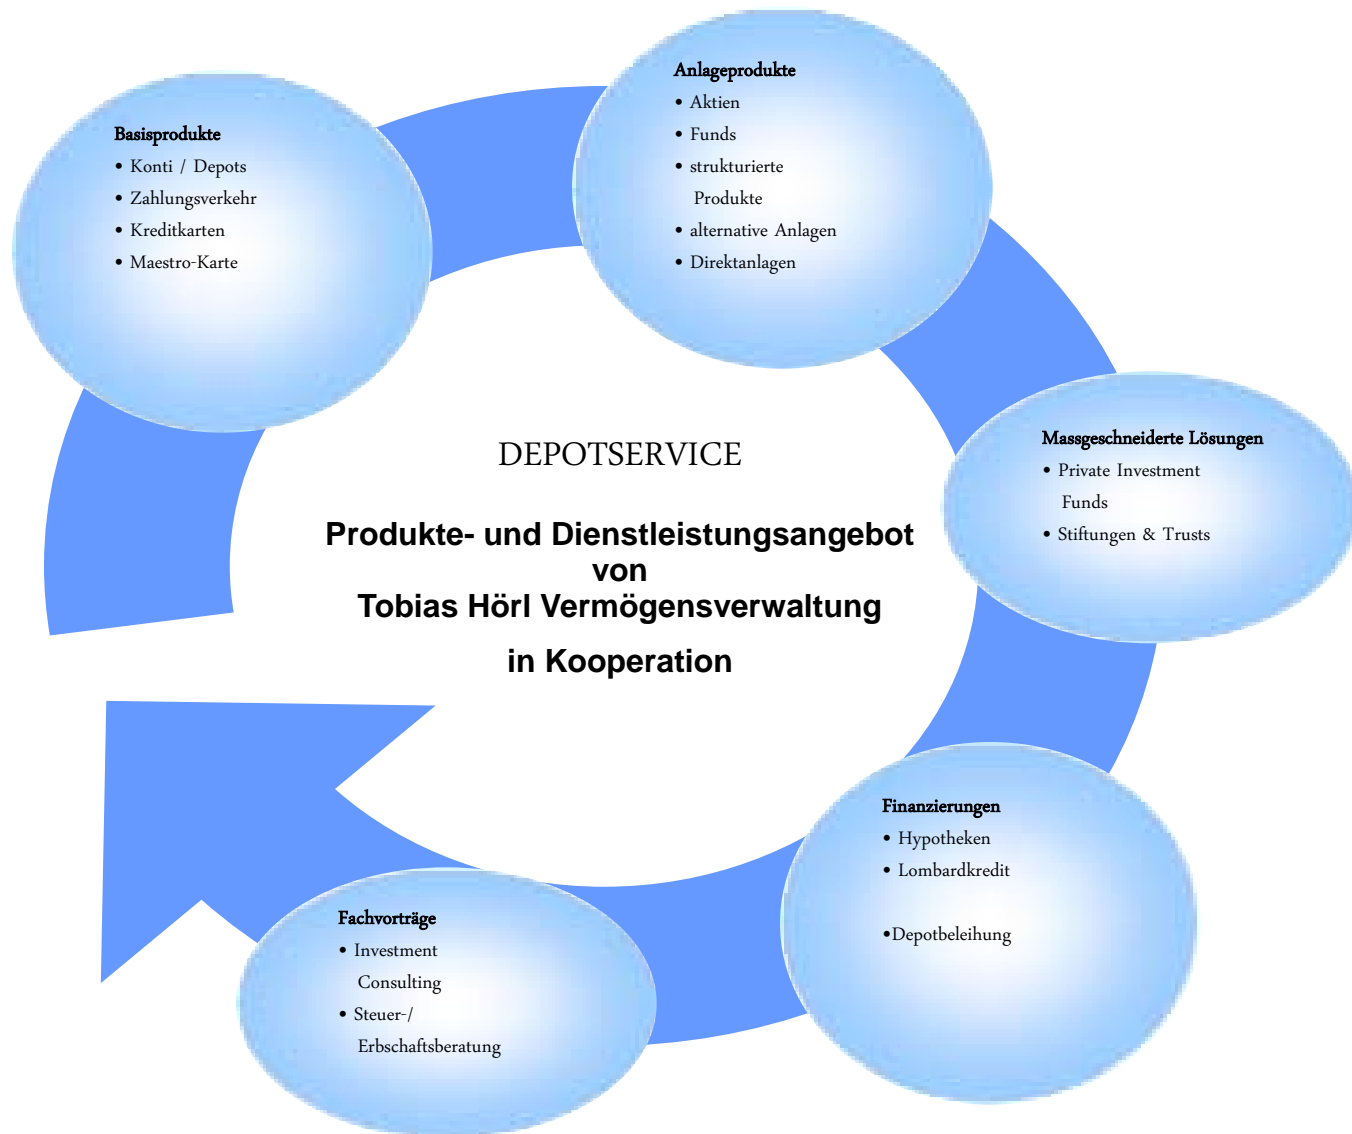 Basisprodukte
• Konti / Depots
• Zahlungsverkehr
• Kreditkarten
• Maestro-Karte
Anlageprodukte
• Aktien
• Funds
• strukturierte
Produkte
• alternative Anlagen
• Direktanlagen
Massgeschneiderte Lösungen
• Private Investment
Funds
• Stiftungen & Trusts
DEPOTSERVICE
Produkte- und Dienstleistungsangebot
von
Tobias Hörl Vermögensverwaltung
in Kooperation
Finanzierungen
• Hypotheken
• Lombardkredit
•Depotbeleihung
Fachvorträge
• Investment
Consulting
• Steuer-/
Erbschaftsberatung